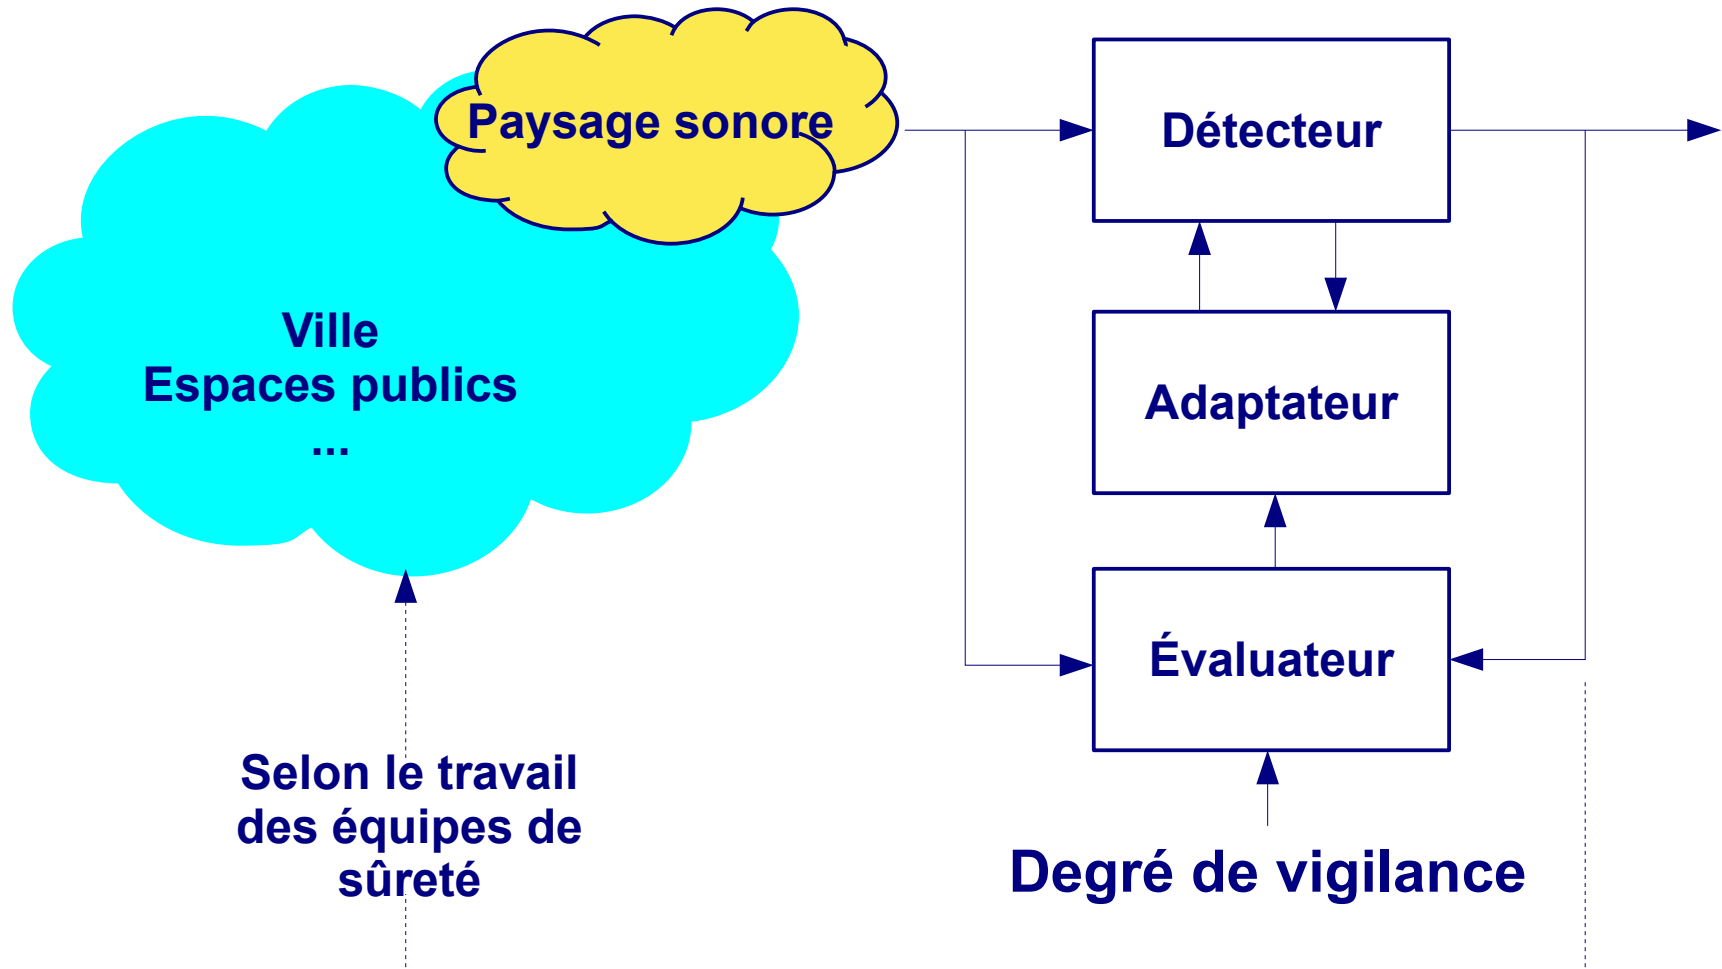 Paysage sonore
Détecteur
Ville
Espaces publics
...
Adaptateur
Évaluateur
Selon le travail
des équipes de
sûreté
Degré de vigilance